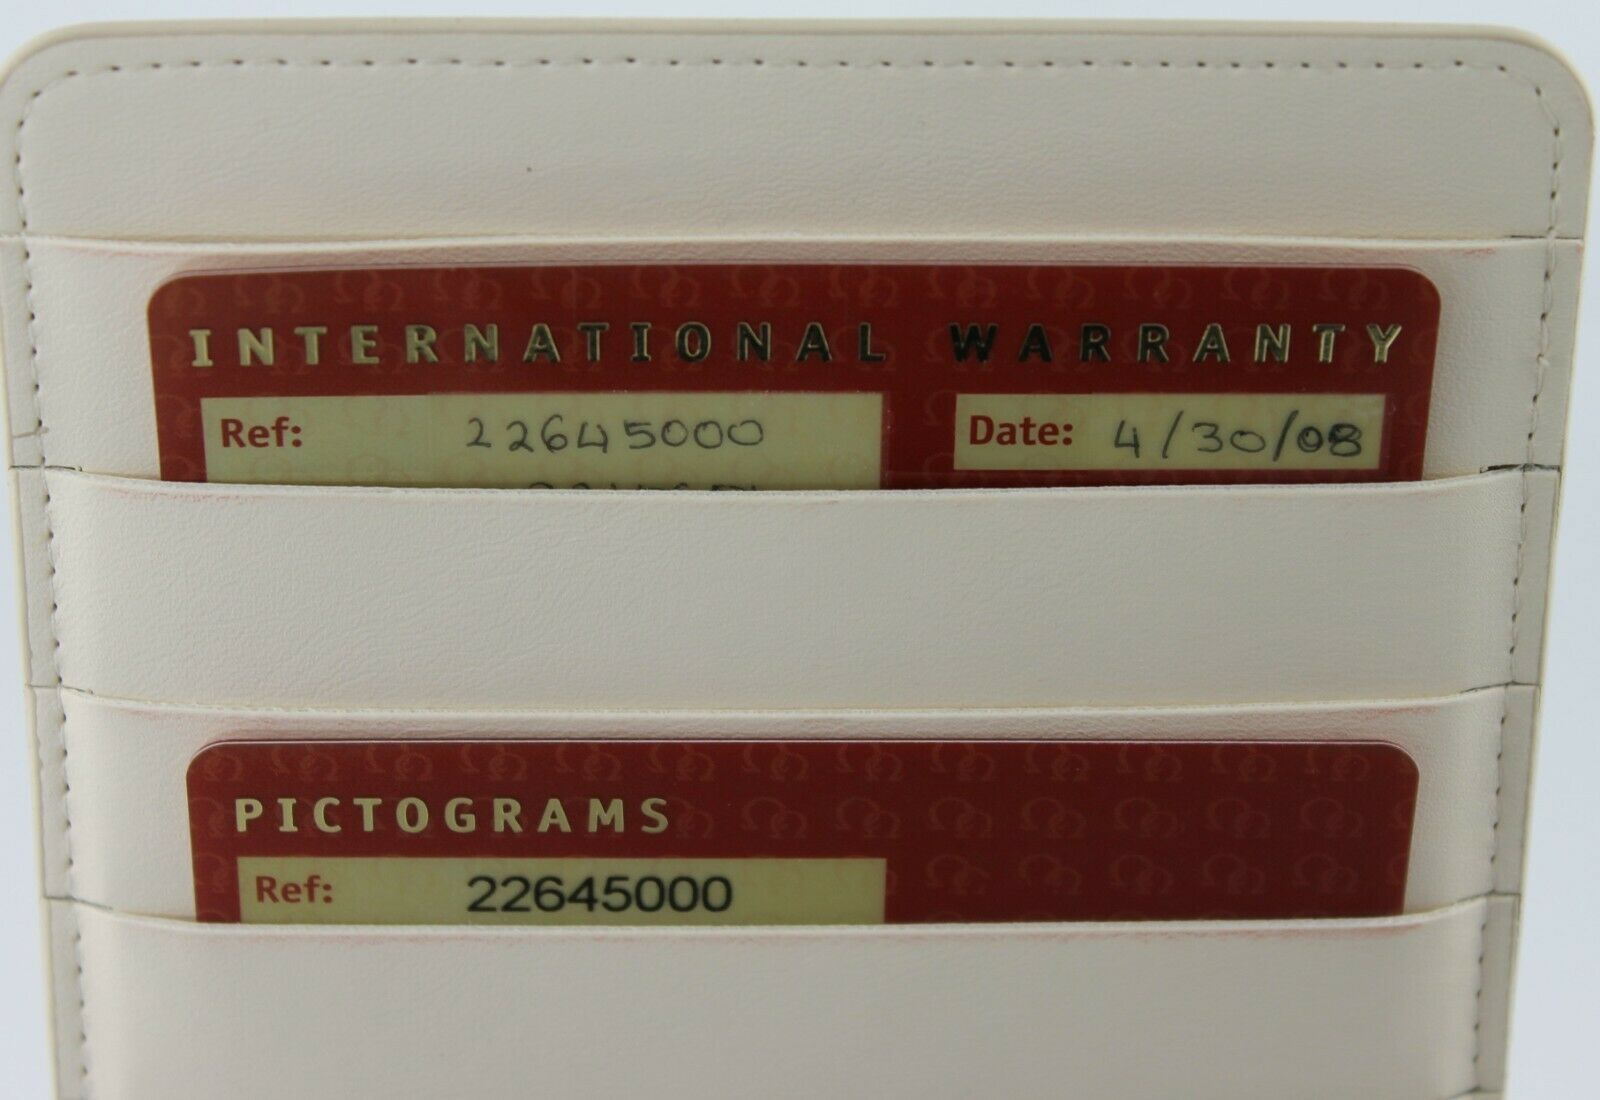 INTERNATIONAL WARRANTY
Ref: 22645000 Date: 4/30/08
PICTOGRAMS
Ref: 22645000